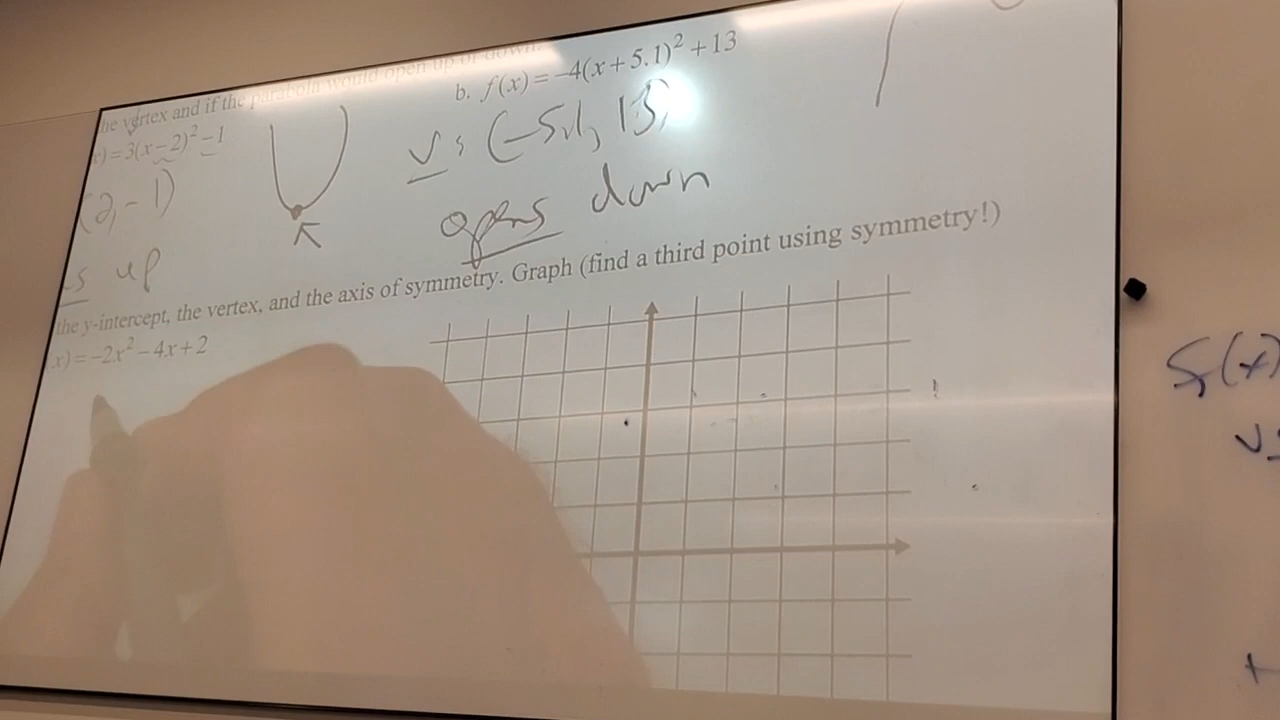 he vertex and if the parabola would open up or down.
b. f(x) = -4(x+5.1)² + 13
) = 3(x-2)² - 1
V: (-5.1, 13)
(2, -1)
opens down
s up
the y-intercept, the vertex, and the axis of symmetry. Graph (find a third point using symmetry!)
x) = -2x² - 4x + 2
f(x)
V:
+